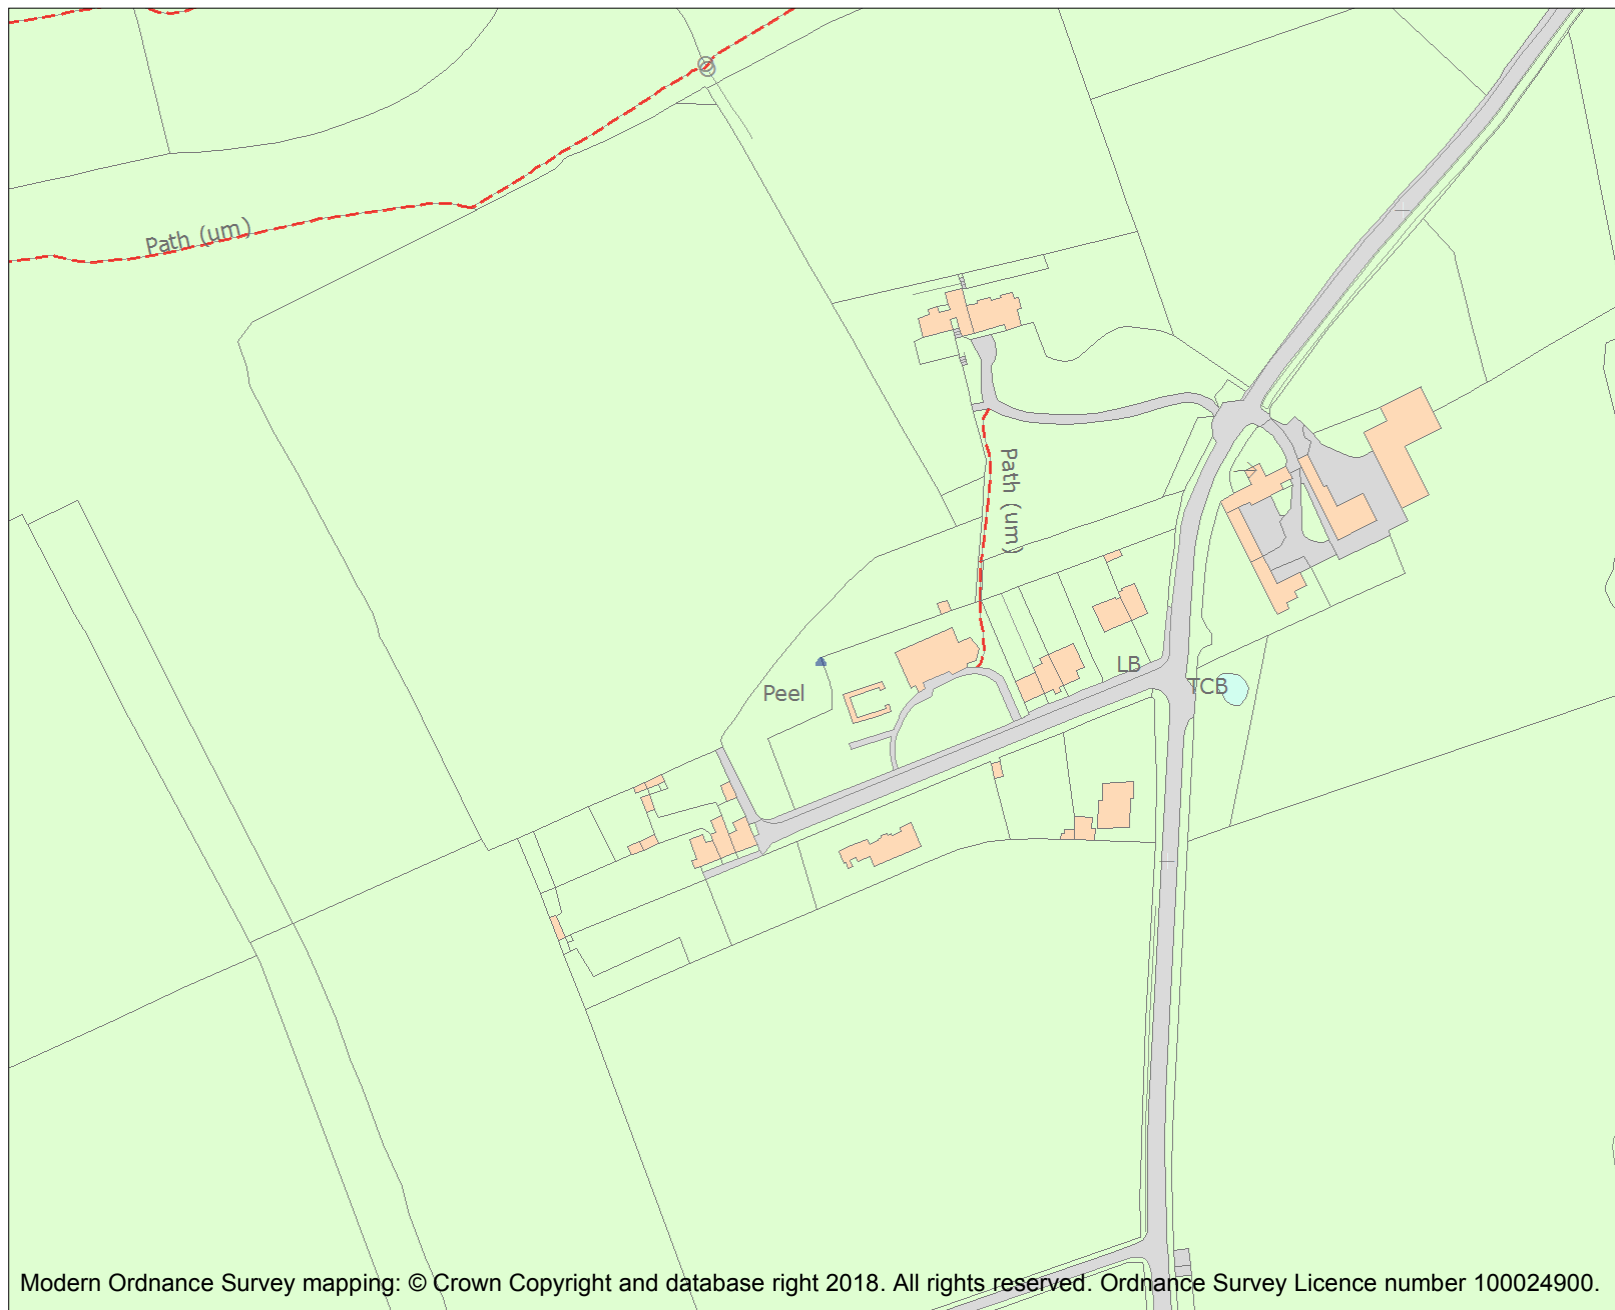 Path (um)
Path (um)
LB
TCB
Peel
Modern Ordnance Survey mapping: © Crown Copyright and database right 2018. All rights reserved. Ordnance Survey Licence number 100024900.